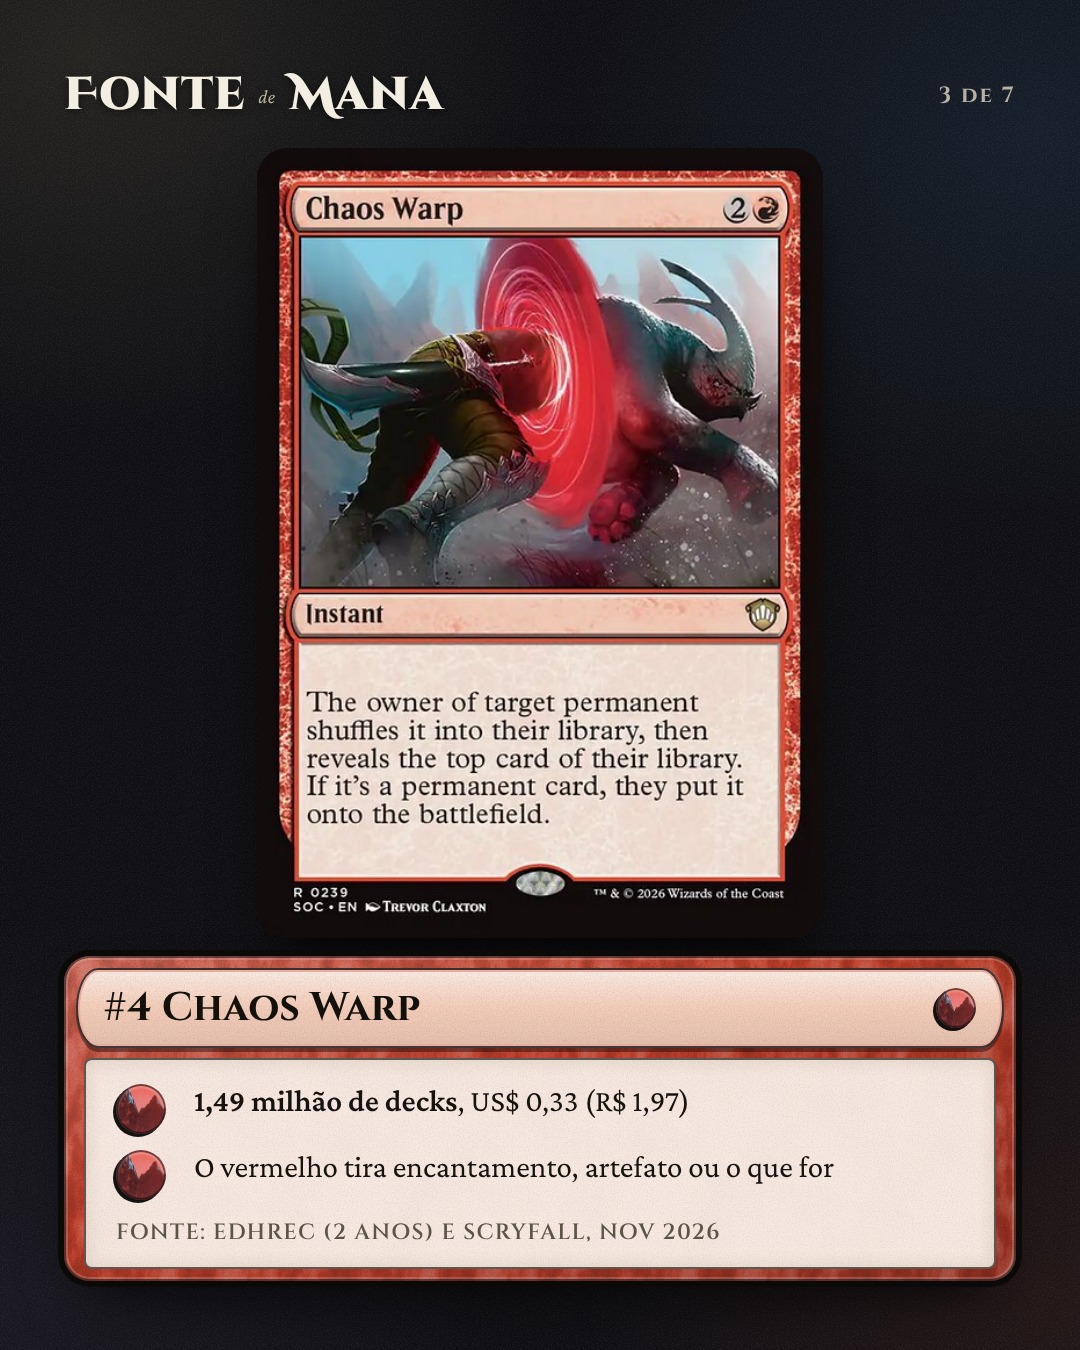 FONTE de MANA
3 DE 7
Chaos Warp 2
Instant
The owner of target permanent
shuffles it into their library, then
reveals the top card of their library.
If it's a permanent card, they put it
onto the battlefield.
R 0239
SOC • EN TREVOR CLAXTON
™ & © 2026 Wizards of the Coast
#4 CHAOS WARP
1,49 milhão de decks, US$ 0,33 (R$ 1,97)
O vermelho tira encantamento, artefato ou o que for
FONTE: EDHREC (2 ANOS) E SCRYFALL, NOV 2026